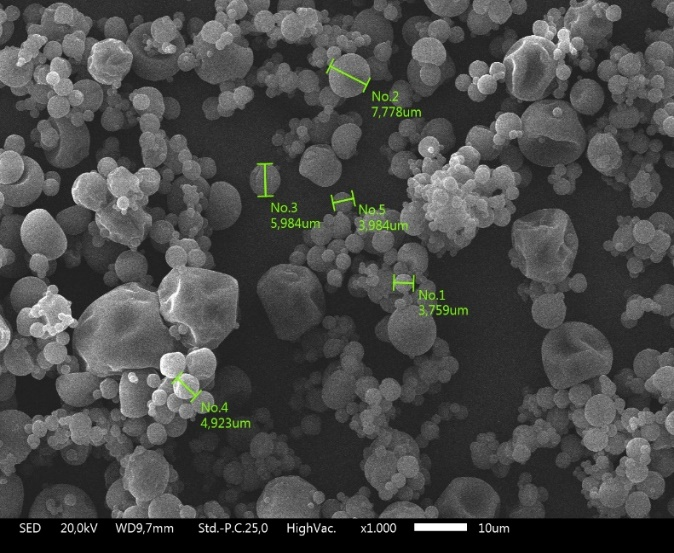 No.2
7,778um
No.3
5,984um
No.5
3,984um
No.1
3,759um
No.4
4,923um
SED 20,0kV WD9,7mm Std.-P.C.25,0 HighVac. x1.000 10um